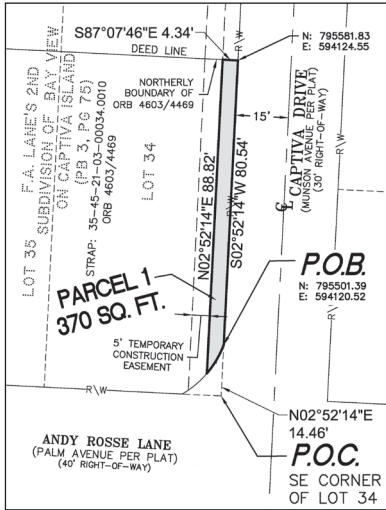 S87°07'46"E 4.34'
DEED LINE
R\W
N: 795581.83
E: 594124.55
NORTHERLY
BOUNDARY OF
ORB 4603/4469
15'
℄ CAPTIVA DRIVE
(MUNSON AVENUE PER PLAT)
(30' RIGHT-OF-WAY)
R\W
LOT 35
F.A. LANE'S 2ND
SUBDIVISION OF BAY VIEW
ON CAPTIVA ISLAND
(PB 3, PG 75)
STRAP: 35-45-21-03-00034.0010
ORB 4603/4469
LOT 34
N02°52'14"E 88.82'
S02°52'14"W 80.54'
R\W
PARCEL 1
370 SQ. FT.
P.O.B.
N: 795501.39
E: 594120.52
5' TEMPORARY
CONSTRUCTION
EASEMENT
R\W
N02°52'14"E
14.46'
ANDY ROSSE LANE
(PALM AVENUE PER PLAT)
(40' RIGHT-OF-WAY)
P.O.C.
SE CORNER
OF LOT 34